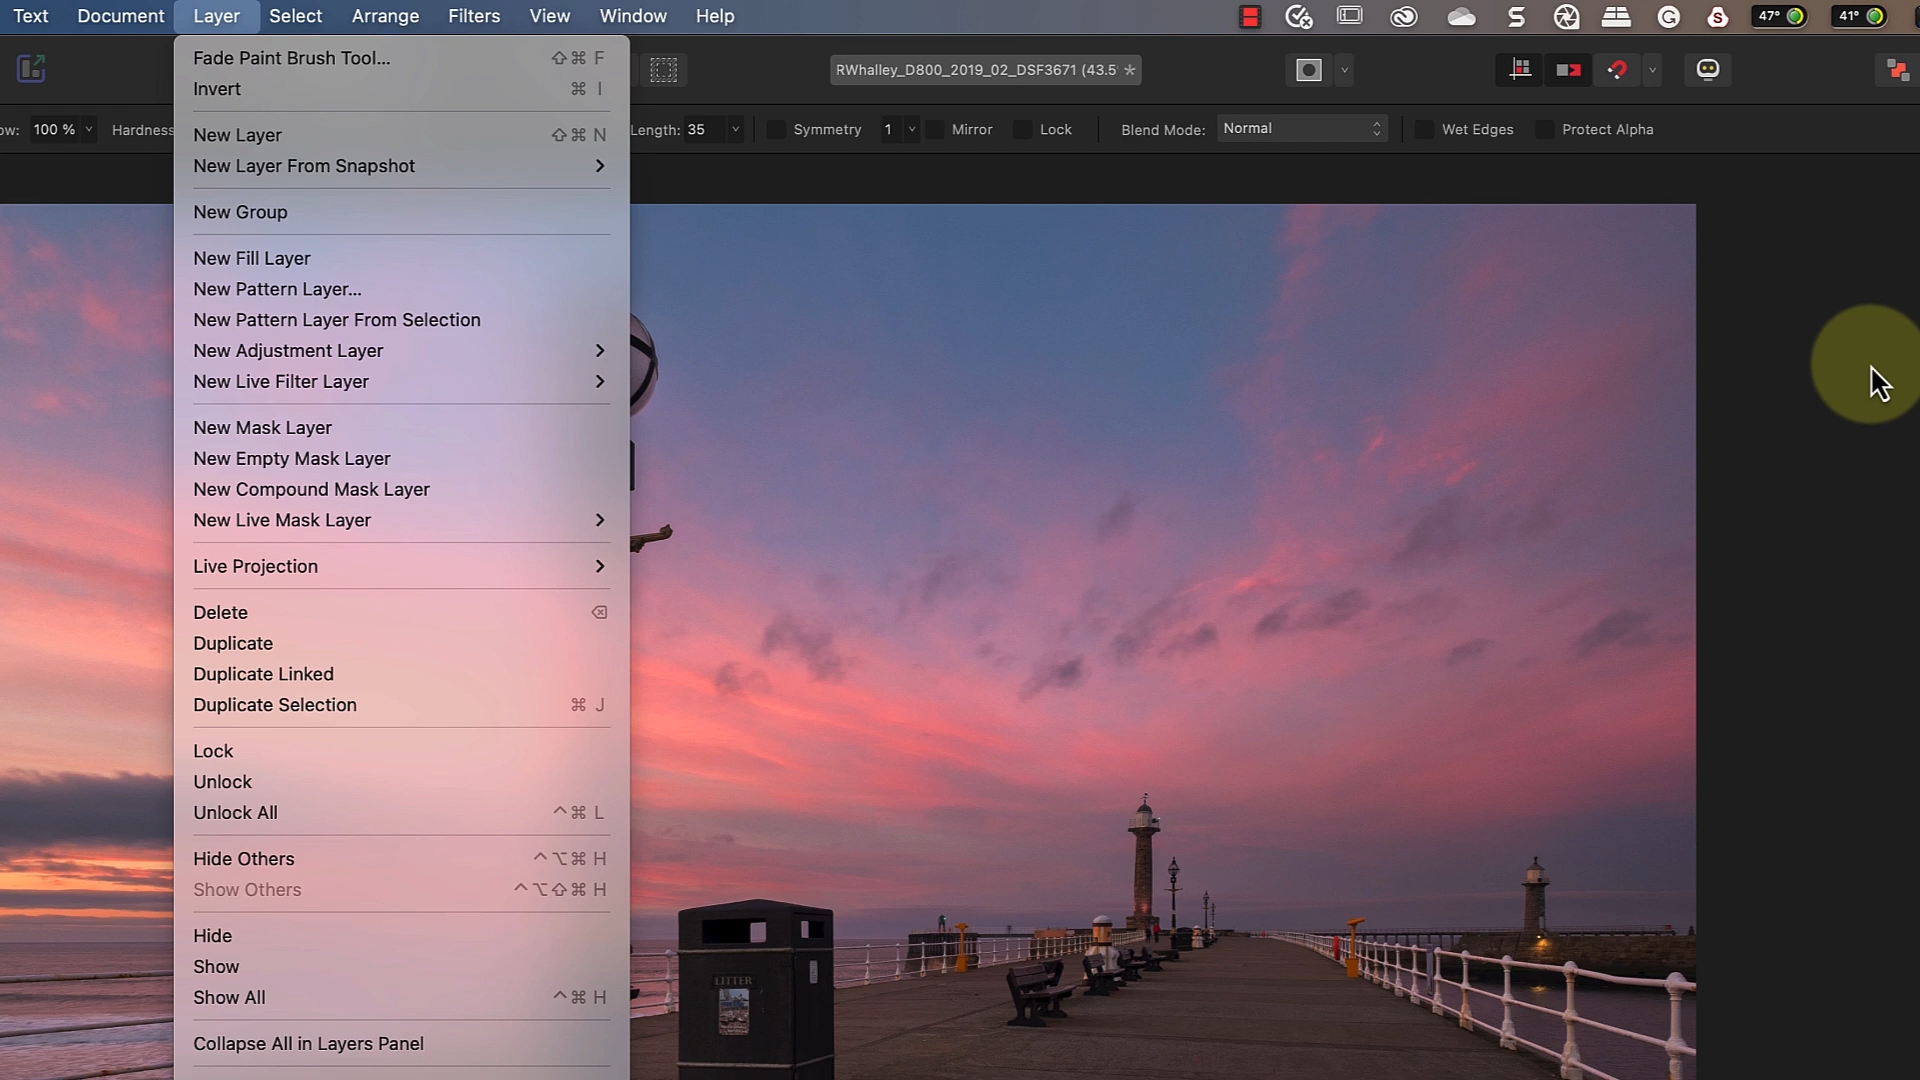 Text Document Layer Select Arrange Filters View Window Help 47° 41°
Fade Paint Brush Tool... ⇧⌘ F
RWhalley_D800_2019_02_DSF3671 (43.5 *
Invert ⌘ I
ow: 100 % Hardness Length: 35 Symmetry 1 Mirror Lock Blend Mode: Normal Wet Edges Protect Alpha
New Layer ⇧⌘ N
New Layer From Snapshot
New Group
New Fill Layer
New Pattern Layer...
New Pattern Layer From Selection
New Adjustment Layer
New Live Filter Layer
New Mask Layer
New Empty Mask Layer
New Compound Mask Layer
New Live Mask Layer
Live Projection
Delete ⌫
Duplicate
Duplicate Linked
Duplicate Selection ⌘ J
Lock
Unlock
Unlock All ^⌘ L
Hide Others ^⌥⌘ H
Show Others ^⌥⇧⌘ H
Hide
Show
Show All ^⌘ H
Collapse All in Layers Panel
LITTER